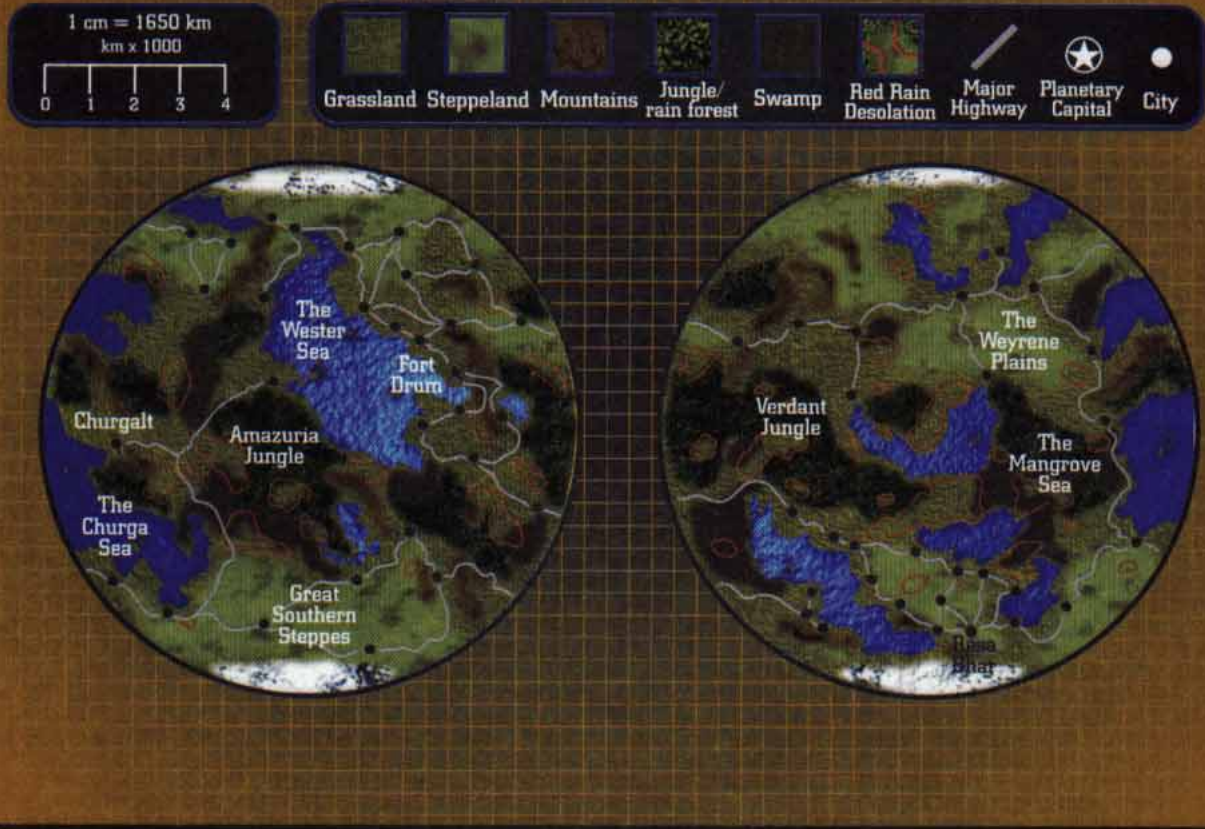 1 cm = 1650 km
km x 1000
0 1 2 3 4
Grassland
Steppeland
Mountains
Jungle/
rain forest
Swamp
Red Rain
Desolation
Major
Highway
Planetary
Capital
City
The
Wester
Sea
Fort
Drum
Churgalt
Amazuria
Jungle
The
Churga
Sea
Great
Southern
Steppes
The
Weyrene
Plains
Verdant
Jungle
The
Mangrove
Sea